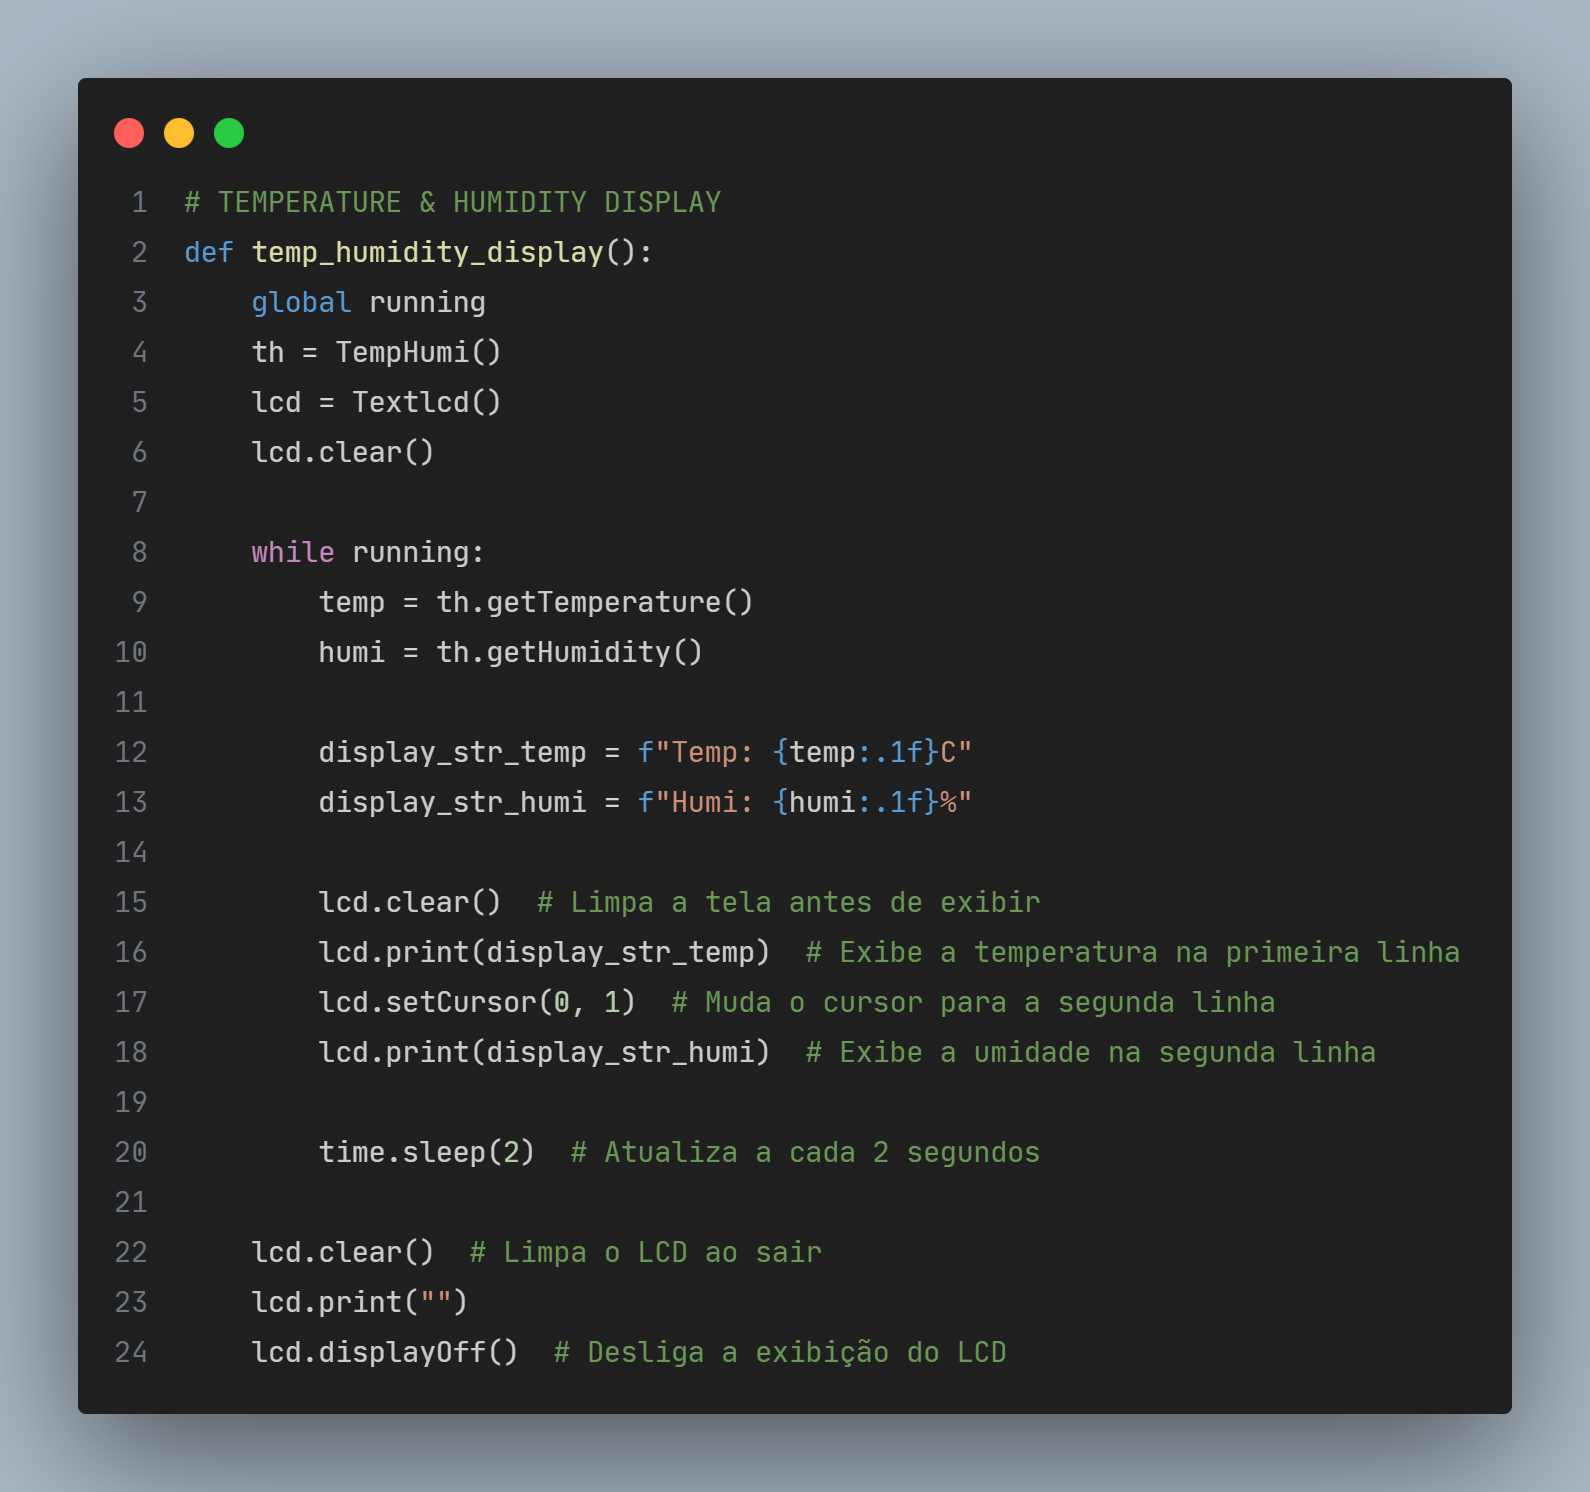 1 # TEMPERATURE & HUMIDITY DISPLAY
2 def temp_humidity_display():
3     global running
4     th = TempHumi()
5     lcd = Textlcd()
6     lcd.clear()
7
8     while running:
9         temp = th.getTemperature()
10         humi = th.getHumidity()
11
12         display_str_temp = f"Temp: {temp:.1f}C"
13         display_str_humi = f"Humi: {humi:.1f}%"
14
15         lcd.clear()  # Limpa a tela antes de exibir
16         lcd.print(display_str_temp)  # Exibe a temperatura na primeira linha
17         lcd.setCursor(0, 1)  # Muda o cursor para a segunda linha
18         lcd.print(display_str_humi)  # Exibe a umidade na segunda linha
19
20         time.sleep(2)  # Atualiza a cada 2 segundos
21
22     lcd.clear()  # Limpa o LCD ao sair
23     lcd.print("")
24     lcd.displayOff()  # Desliga a exibição do LCD